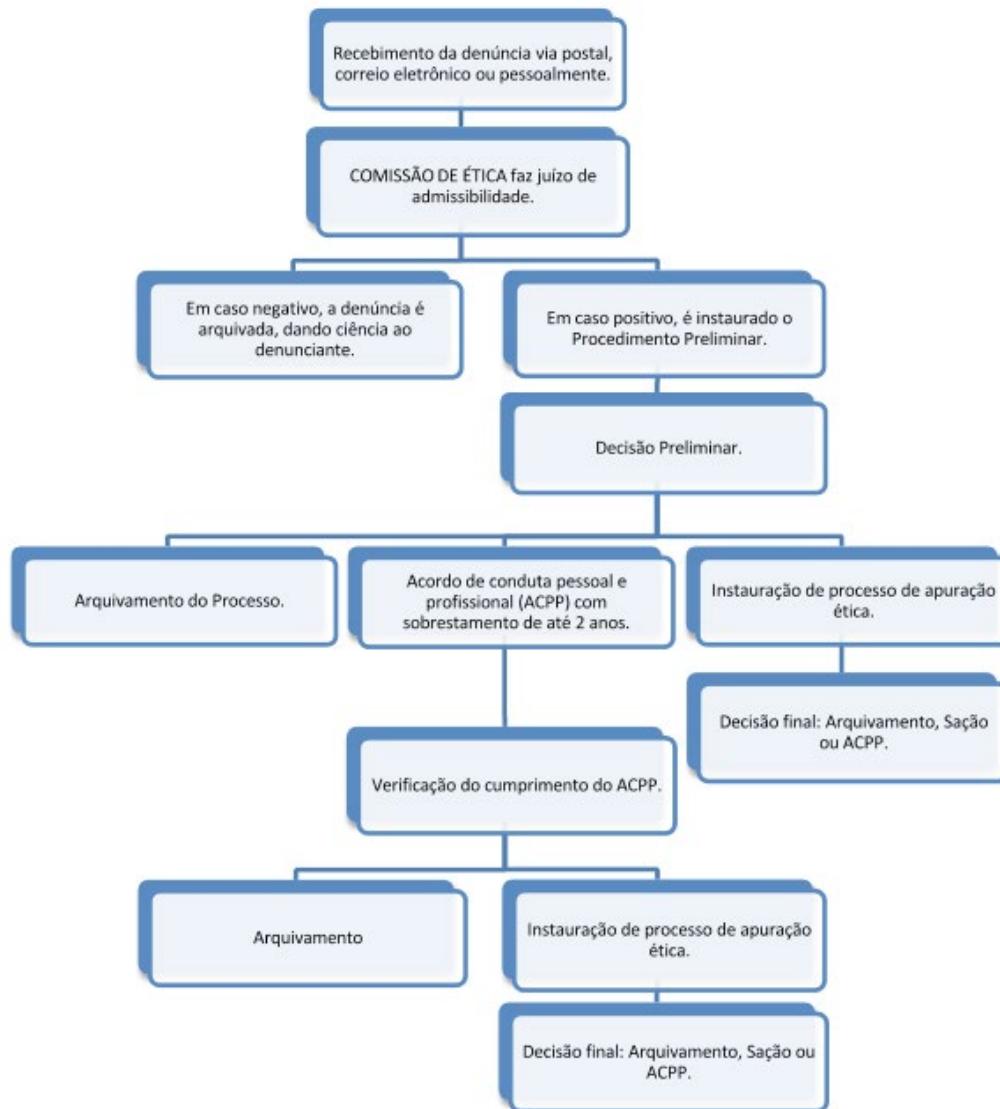 Recebimento da denúncia via postal,
correio eletrônico ou pessoalmente.
COMISSÃO DE ÉTICA faz juízo de
admissibilidade.
Em caso negativo, a denúncia é
arquivada, dando ciência ao
denunciante.
Em caso positivo, é instaurado o
Procedimento Preliminar.
Decisão Preliminar.
Arquivamento do Processo.
Acordo de conduta pessoal e
profissional (ACPP) com
sobrestamento de até 2 anos.
Instauração de processo de apuração
ética.
Decisão final: Arquivamento, Sação
ou ACPP.
Verificação do cumprimento do ACPP.
Arquivamento
Instauração de processo de apuração
ética.
Decisão final: Arquivamento, Sação ou
ACPP.